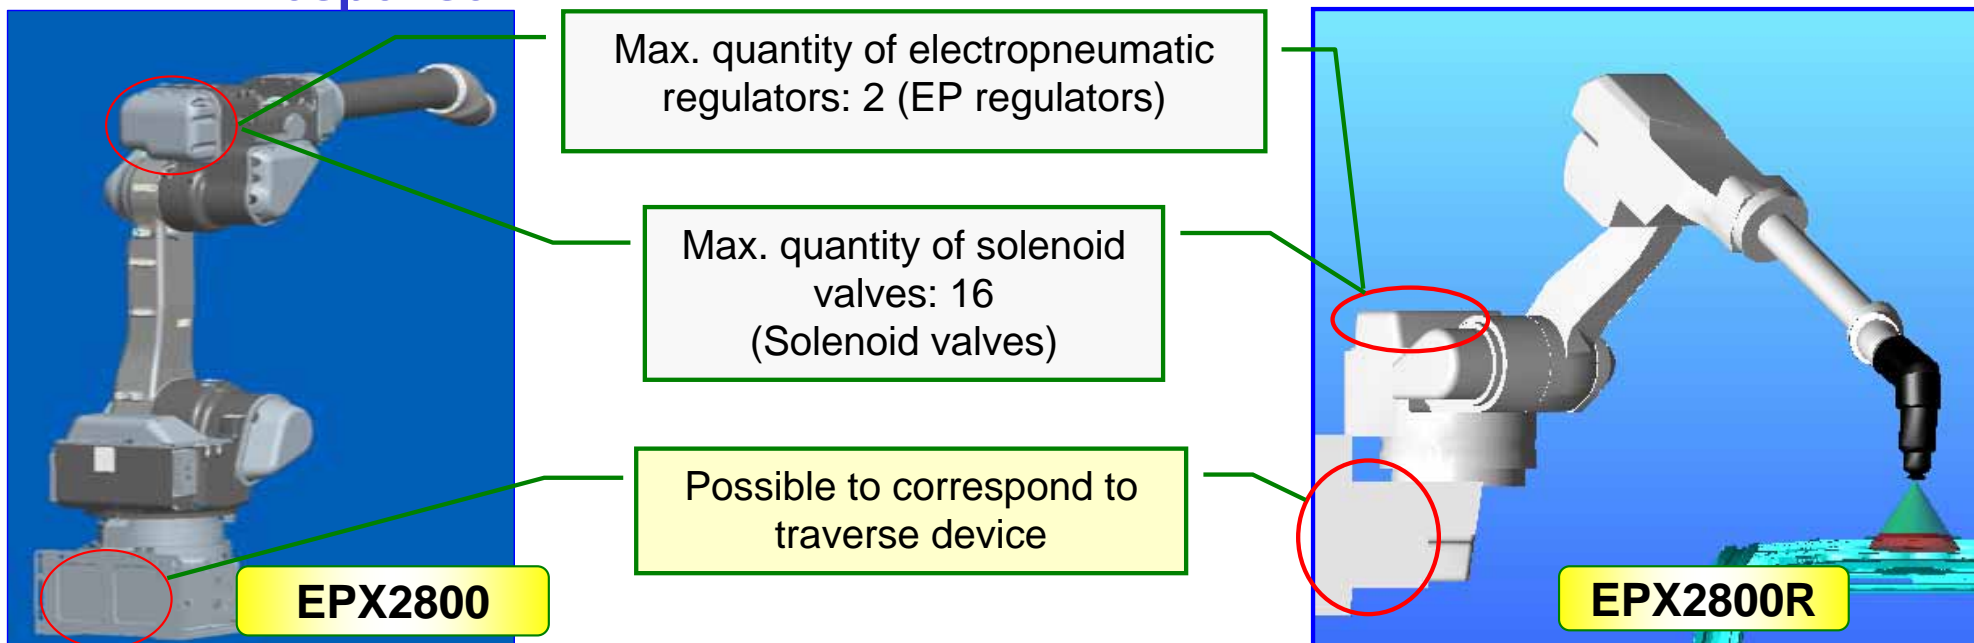 Max. quantity of electropneumatic
regulators: 2 (EP regulators)
Max. quantity of solenoid
valves: 16
(Solenoid valves)
Possible to correspond to
traverse device
EPX2800
EPX2800R